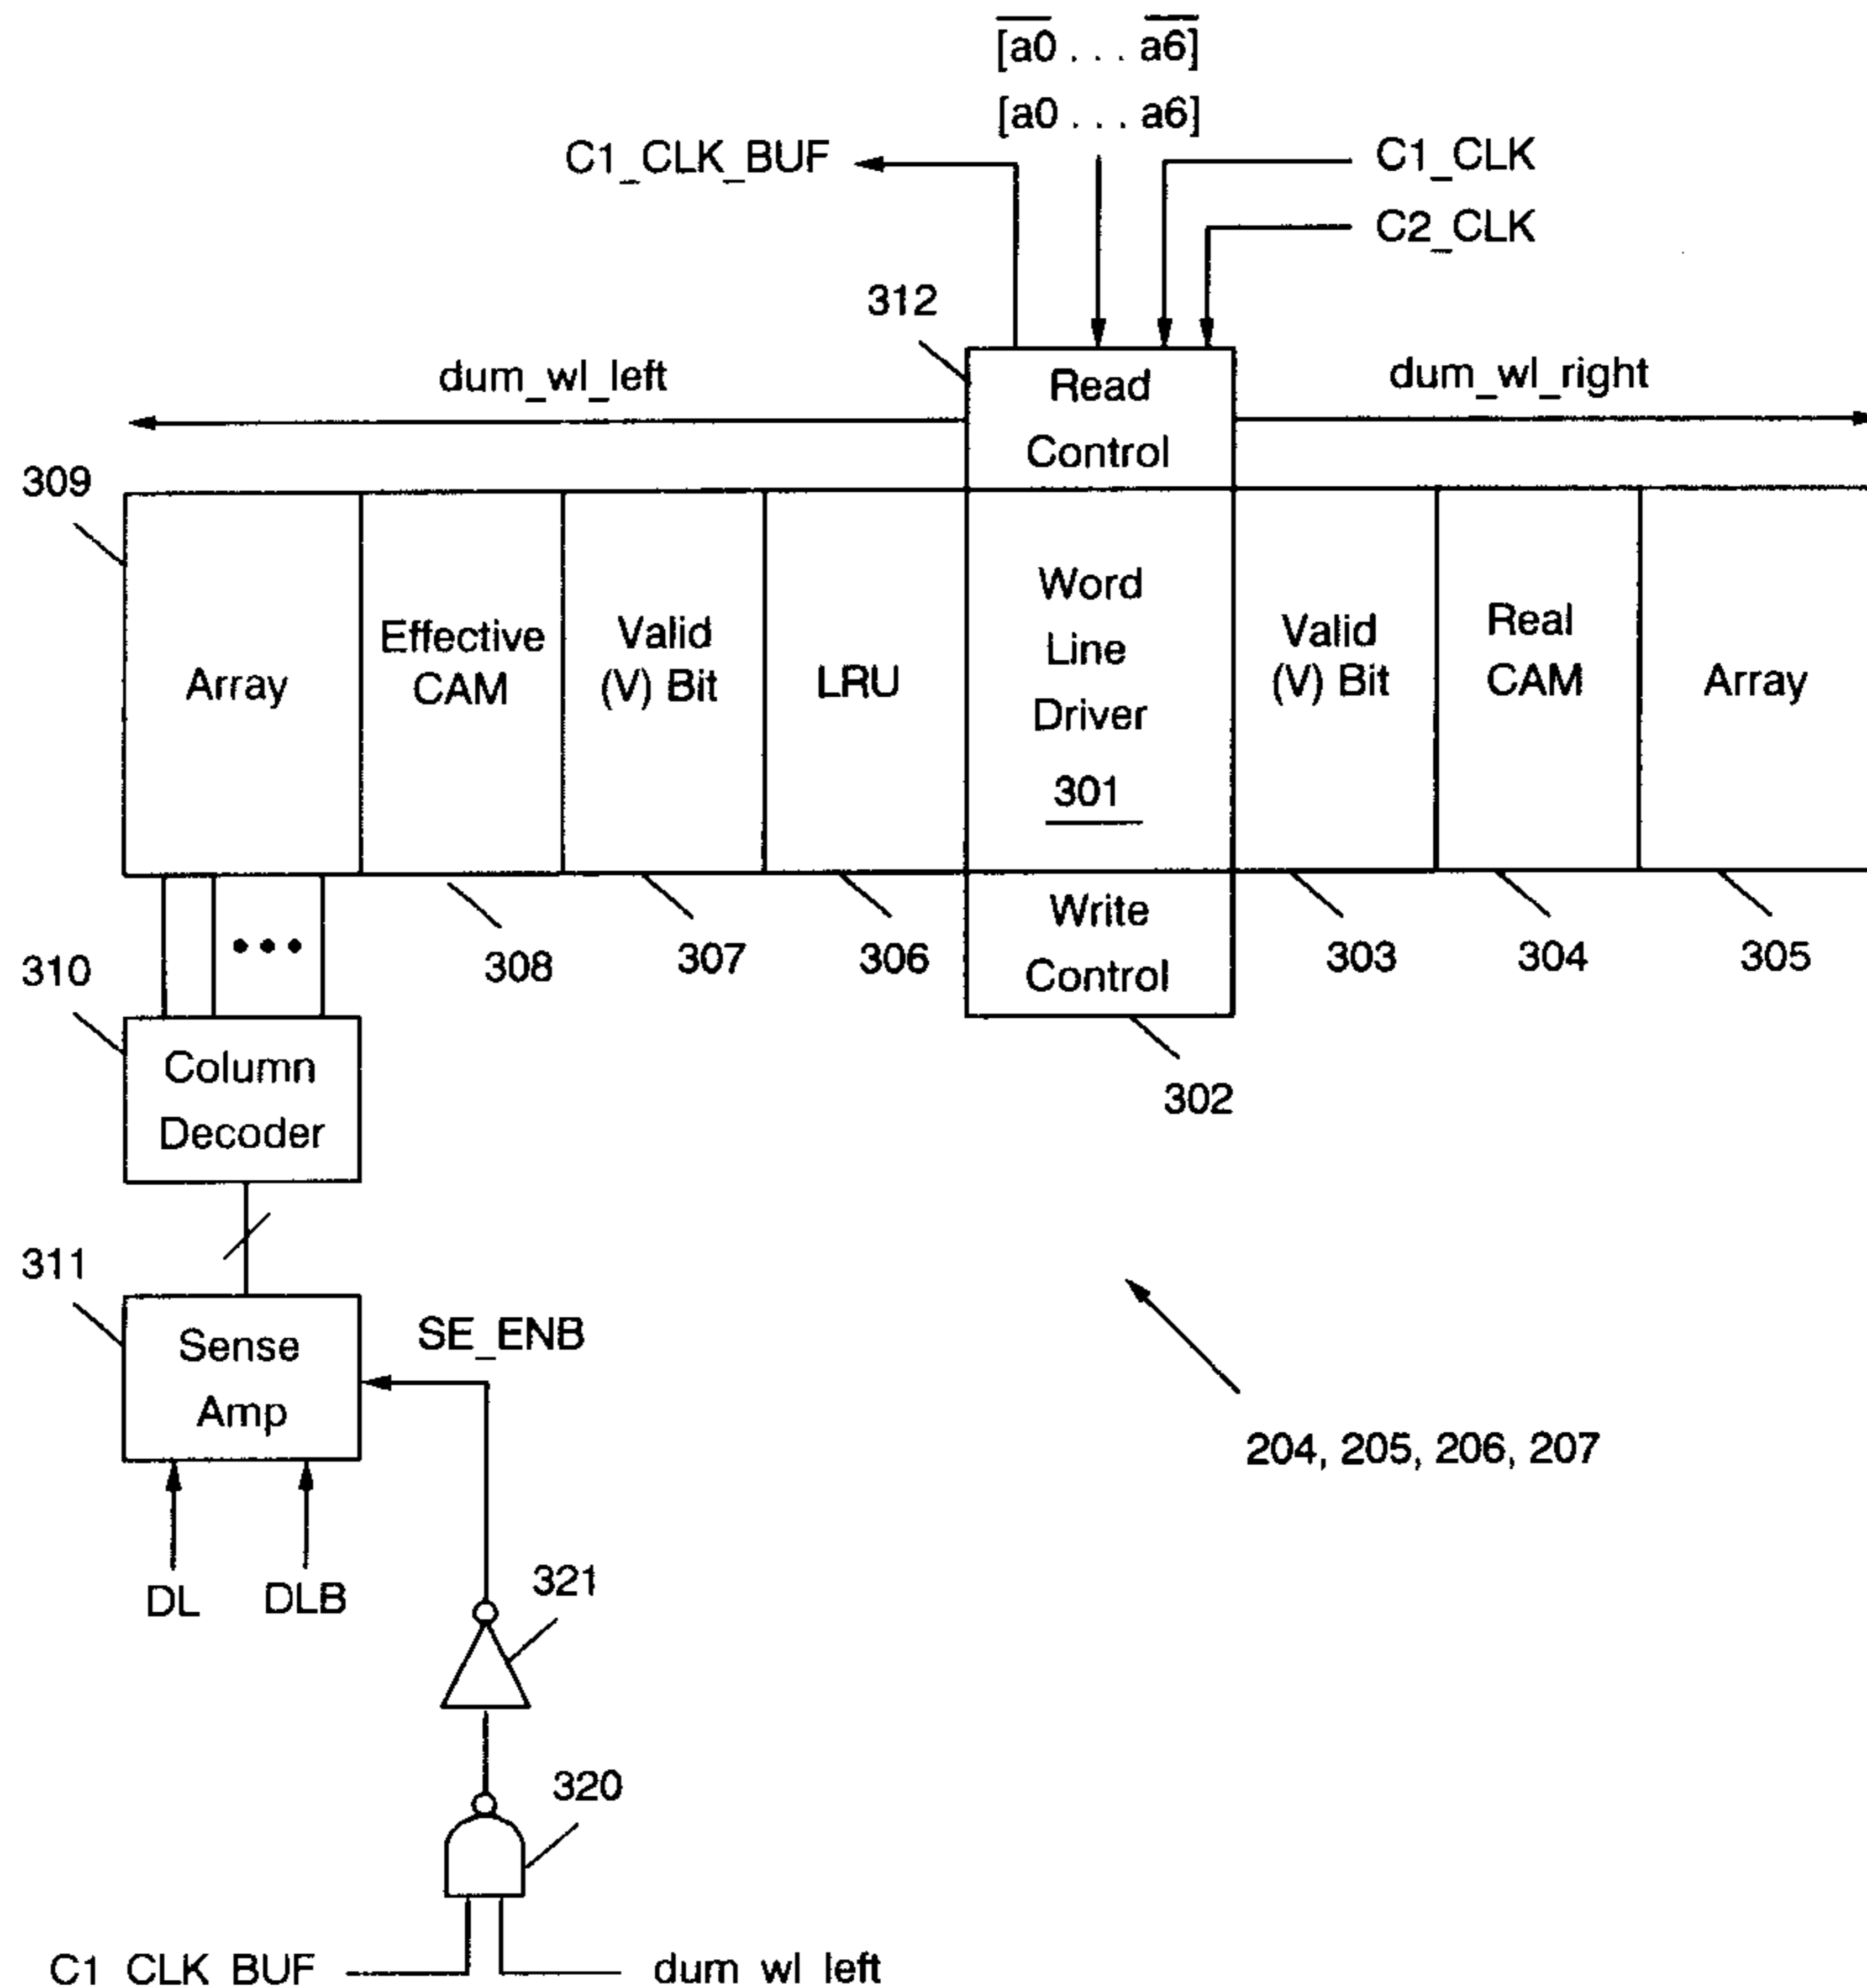 [a̅0̅ . . . a̅6̅]
[a0 . . . a6]
C1_CLK_BUF
C1_CLK
C2_CLK
312
dum_wl_left
Read
Control
dum_wl_right
309
Array
Effective
CAM
Valid
(V) Bit
LRU
Word
Line
Driver
301
Valid
(V) Bit
Real
CAM
Array
308
307
306
Write
Control
303
304
305
302
310
Column
Decoder
311
Sense
Amp
SE_ENB
DL
DLB
204, 205, 206, 207
321
320
C1_CLK_BUF
dum_wl_left